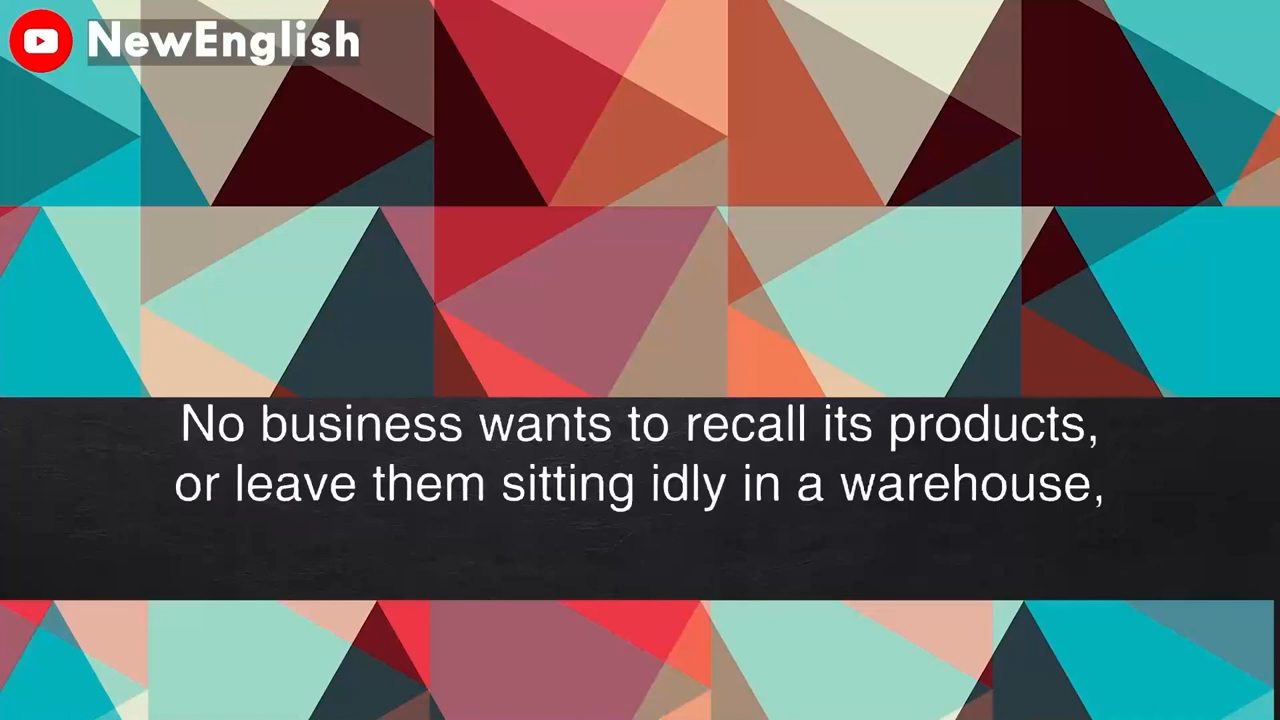 NewEnglish
No business wants to recall its products,
or leave them sitting idly in a warehouse,